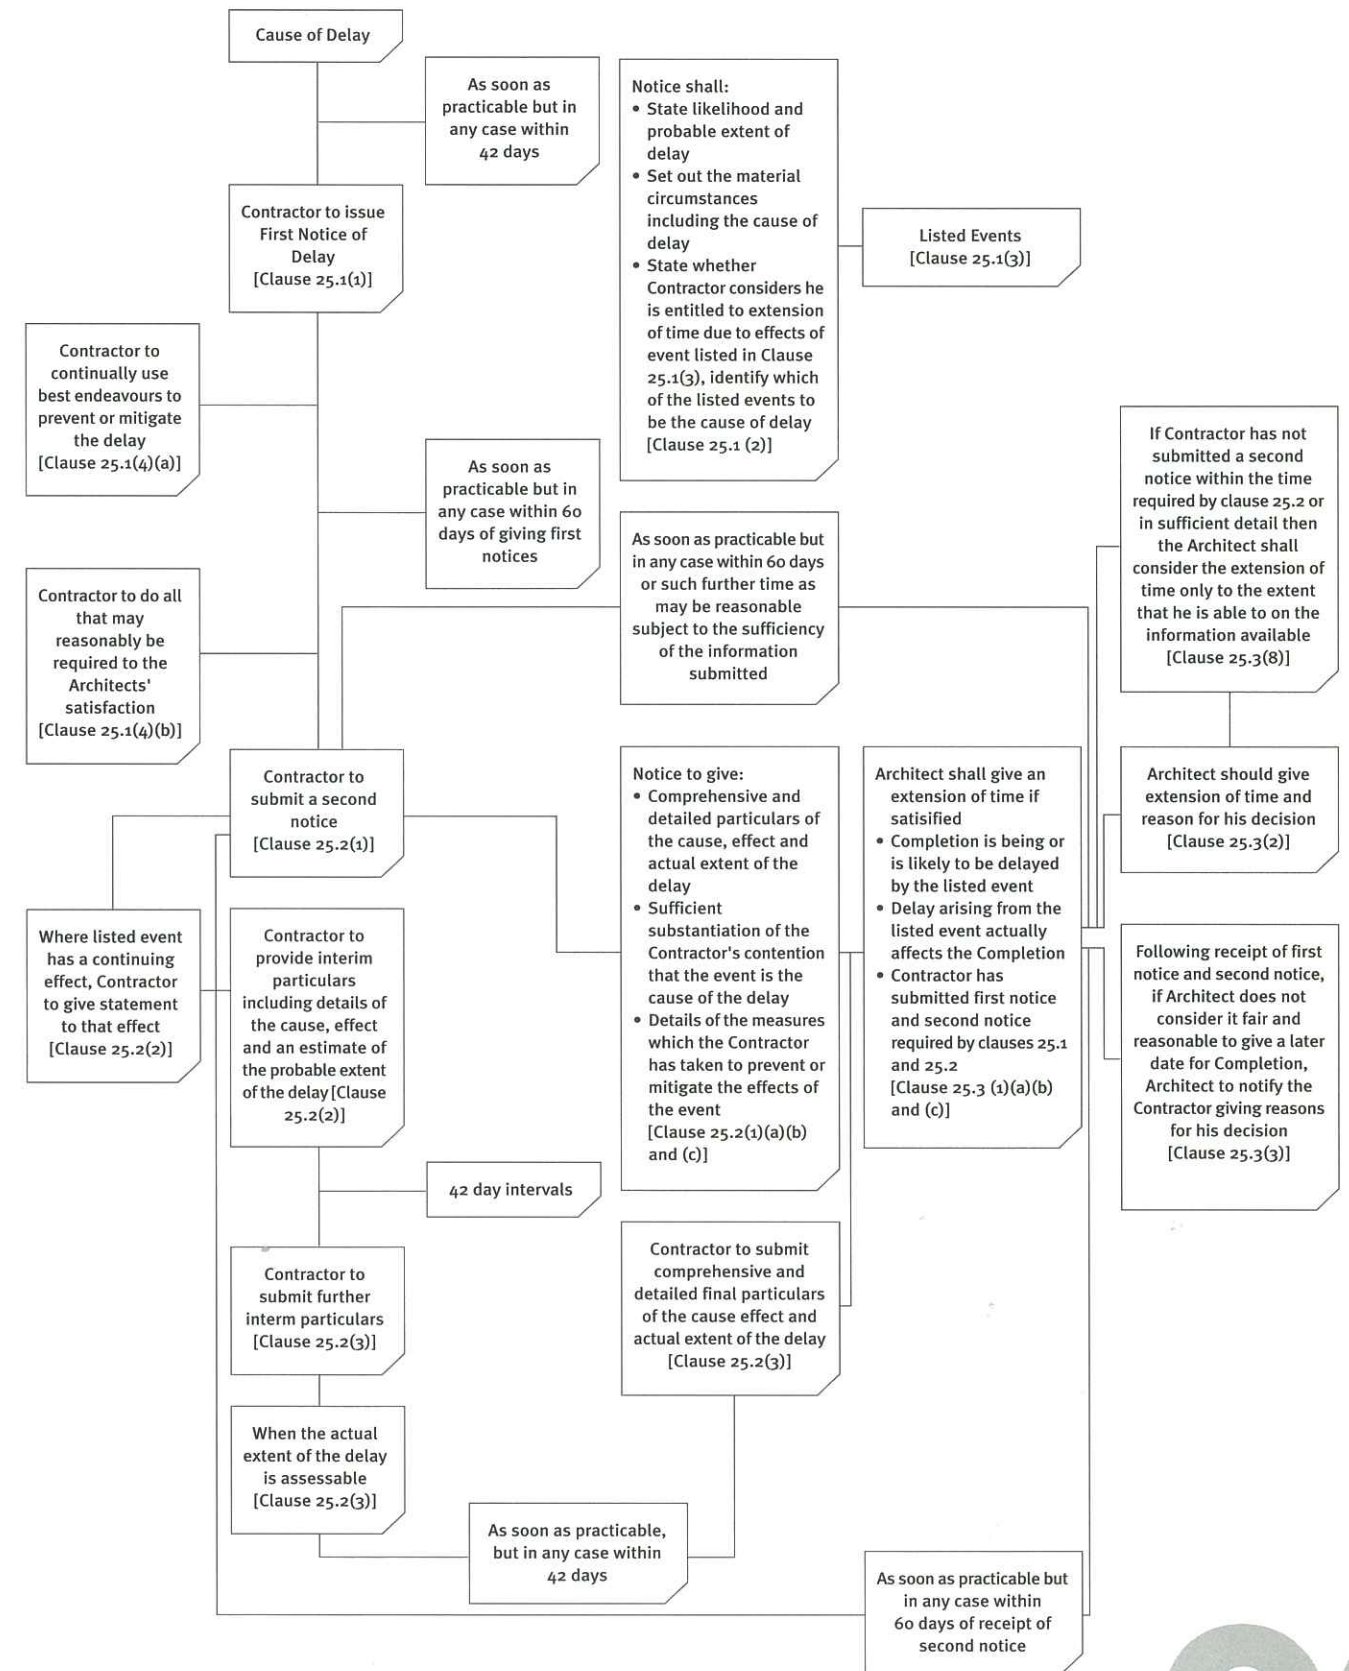 Cause of Delay
As soon as
practicable but in
any case within
42 days
Notice shall:
• State likelihood and
probable extent of
delay
• Set out the material
circumstances
including the cause of
delay
• State whether
Contractor considers he
is entitled to extension
of time due to effects of
event listed in Clause
25.1(3), identify which
of the listed events to
be the cause of delay
[Clause 25.1 (2)]
Listed Events
[Clause 25.1(3)]
Contractor to issue
First Notice of
Delay
[Clause 25.1(1)]
Contractor to
continually use
best endeavours to
prevent or mitigate
the delay
[Clause 25.1(4)(a)]
As soon as
practicable but in
any case within 60
days of giving first
notices
If Contractor has not
submitted a second
notice within the time
required by clause 25.2 or
in sufficient detail then
the Architect shall
consider the extension of
time only to the extent
that he is able to on the
information available
[Clause 25.3(8)]
As soon as practicable but
in any case within 60 days
or such further time as
may be reasonable
subject to the sufficiency
of the information
submitted
Contractor to do all
that may
reasonably be
required to the
Architects'
satisfaction
[Clause 25.1(4)(b)]
Contractor to
submit a second
notice
[Clause 25.2(1)]
Notice to give:
• Comprehensive and
detailed particulars of
the cause, effect and
actual extent of the
delay
• Sufficient
substantiation of the
Contractor's contention
that the event is the
cause of the delay
• Details of the measures
which the Contractor
has taken to prevent or
mitigate the effects of
the event
[Clause 25.2(1)(a)(b)
and (c)]
Architect shall give an
extension of time if
satisified
• Completion is being or
is likely to be delayed
by the listed event
• Delay arising from the
listed event actually
affects the Completion
• Contractor has
submitted first notice
and second notice
required by clauses 25.1
and 25.2
[Clause 25.3 (1)(a)(b)
and (c)]
Architect should give
extension of time and
reason for his decision
[Clause 25.3(2)]
Where listed event
has a continuing
effect, Contractor
to give statement
to that effect
[Clause 25.2(2)]
Contractor to
provide interim
particulars
including details of
the cause, effect
and an estimate of
the probable extent
of the delay [Clause
25.2(2)]
Following receipt of first
notice and second notice,
if Architect does not
consider it fair and
reasonable to give a later
date for Completion,
Architect to notify the
Contractor giving reasons
for his decision
[Clause 25.3(3)]
42 day intervals
Contractor to
submit further
interm particulars
[Clause 25.2(3)]
Contractor to submit
comprehensive and
detailed final particulars
of the cause effect and
actual extent of the delay
[Clause 25.2(3)]
When the actual
extent of the delay
is assessable
[Clause 25.2(3)]
As soon as practicable,
but in any case within
42 days
As soon as practicable but
in any case within
60 days of receipt of
second notice